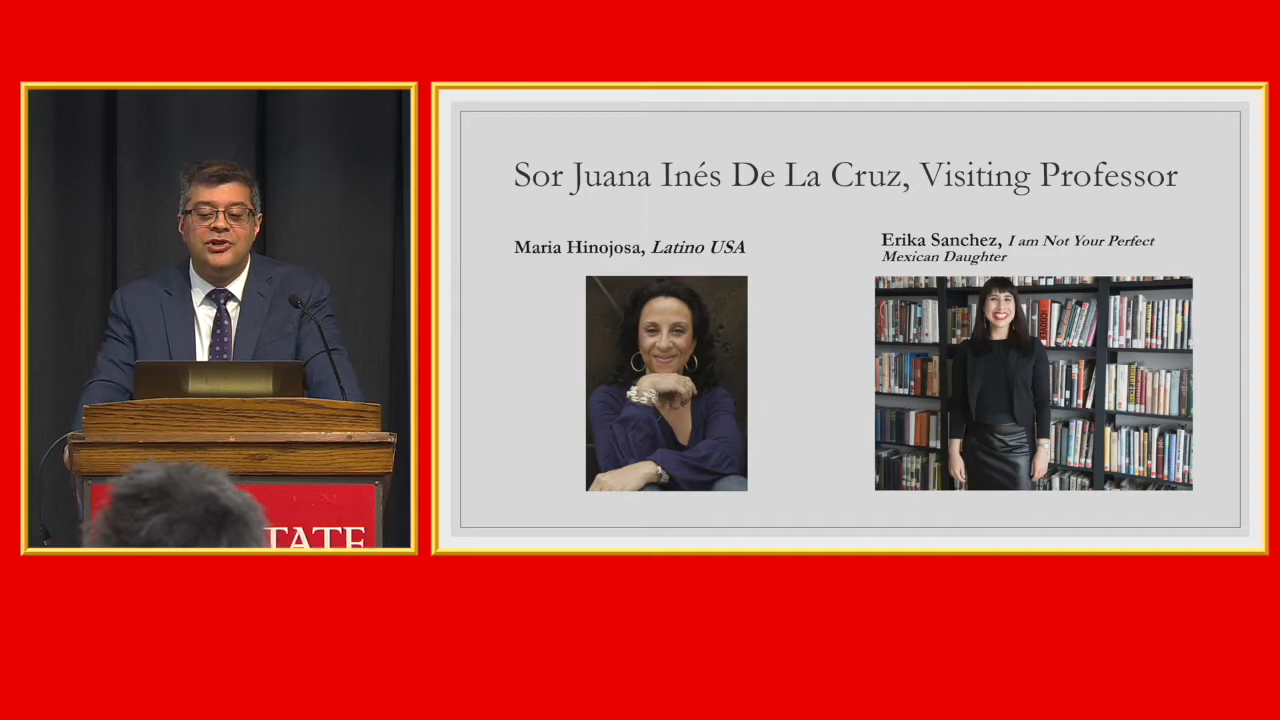 Sor Juana Inés De La Cruz, Visiting Professor
Maria Hinojosa, Latino USA
Erika Sanchez, I am Not Your Perfect
Mexican Daughter
TATE